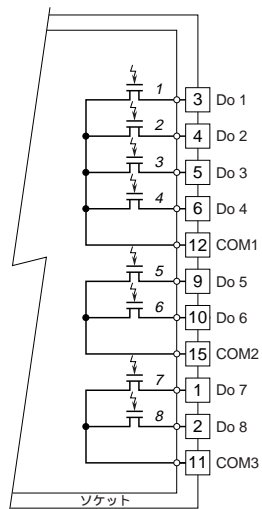 1 3 Do 1
2 4 Do 2
3 5 Do 3
4 6 Do 4
12 COM1
5 9 Do 5
6 10 Do 6
15 COM2
7 1 Do 7
8 2 Do 8
11 COM3
ソケット